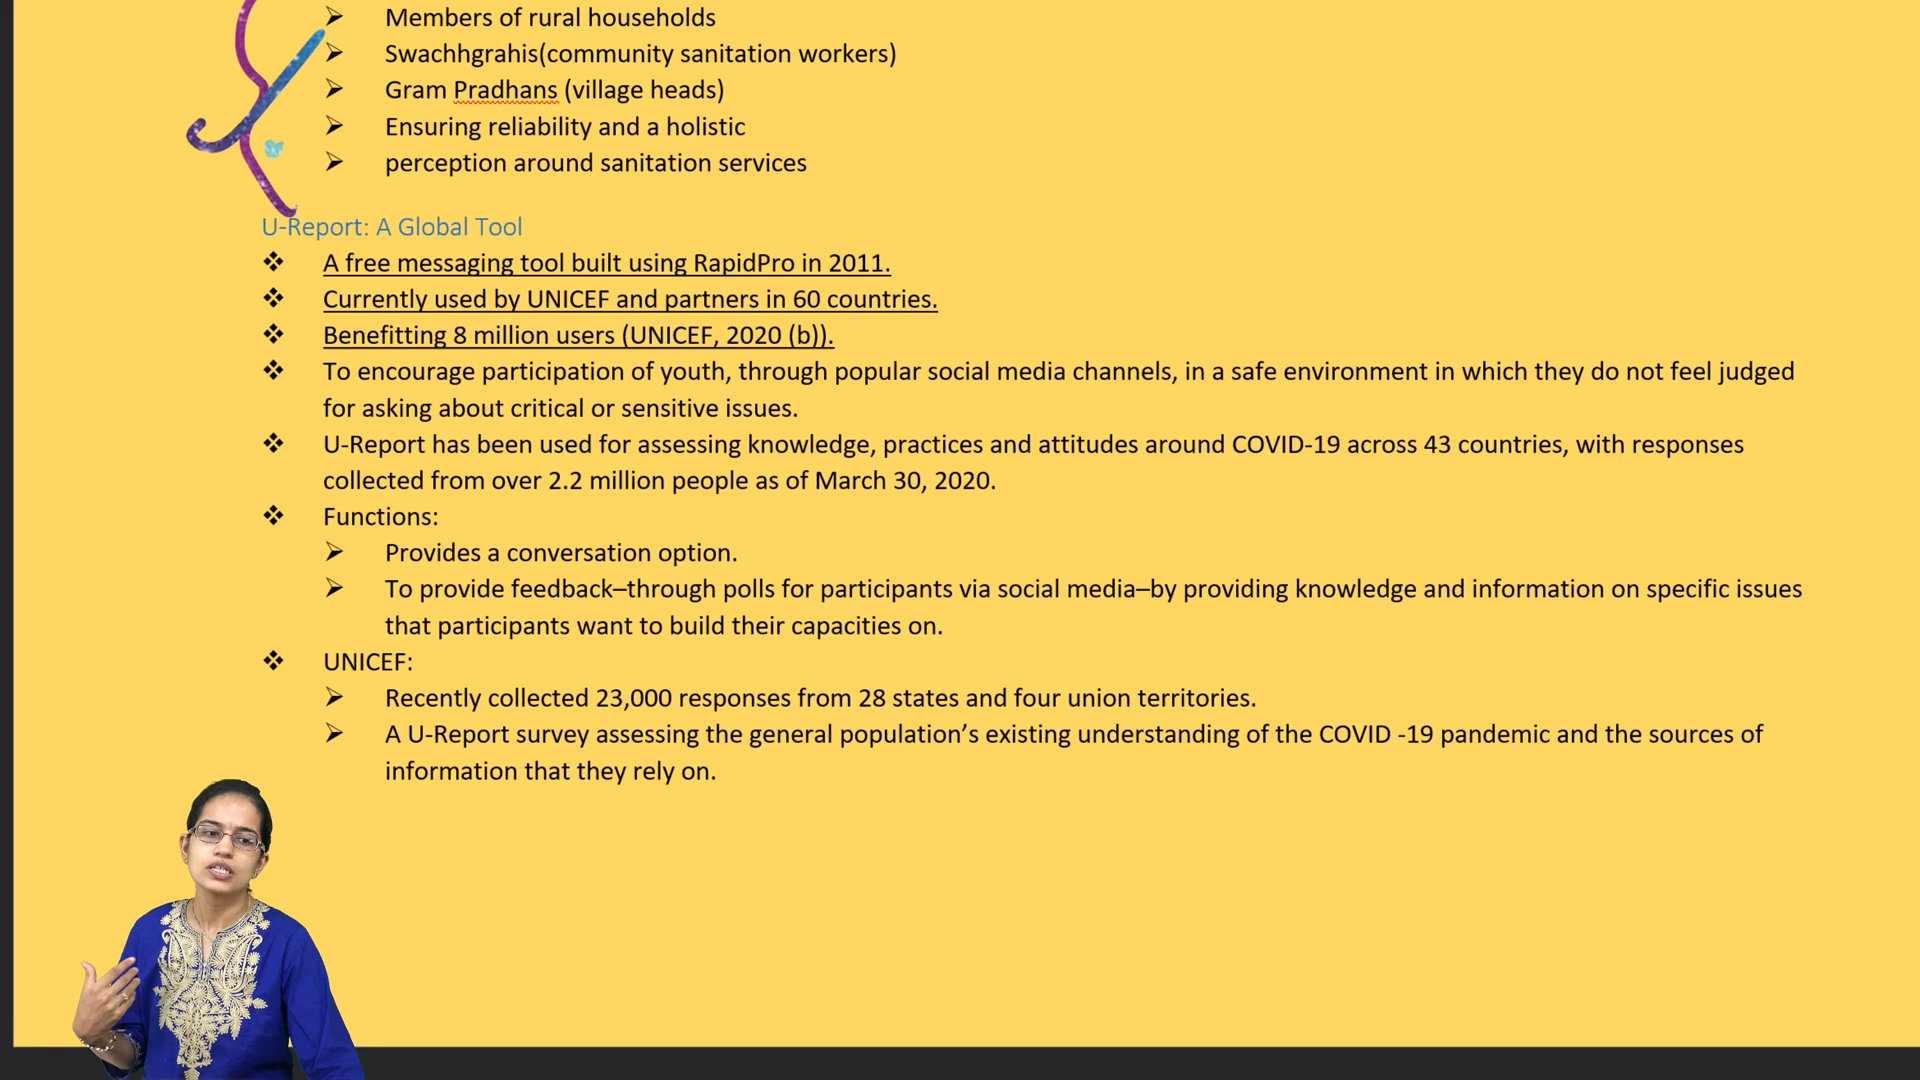 Members of rural households
Swachhgrahis(community sanitation workers)
Gram Pradhans (village heads)
Ensuring reliability and a holistic
perception around sanitation services
U-Report: A Global Tool
A free messaging tool built using RapidPro in 2011.
Currently used by UNICEF and partners in 60 countries.
Benefitting 8 million users (UNICEF, 2020 (b)).
To encourage participation of youth, through popular social media channels, in a safe environment in which they do not feel judged
for asking about critical or sensitive issues.
U-Report has been used for assessing knowledge, practices and attitudes around COVID-19 across 43 countries, with responses
collected from over 2.2 million people as of March 30, 2020.
Functions:
Provides a conversation option.
To provide feedback–through polls for participants via social media–by providing knowledge and information on specific issues
that participants want to build their capacities on.
UNICEF:
Recently collected 23,000 responses from 28 states and four union territories.
A U-Report survey assessing the general population’s existing understanding of the COVID -19 pandemic and the sources of
information that they rely on.